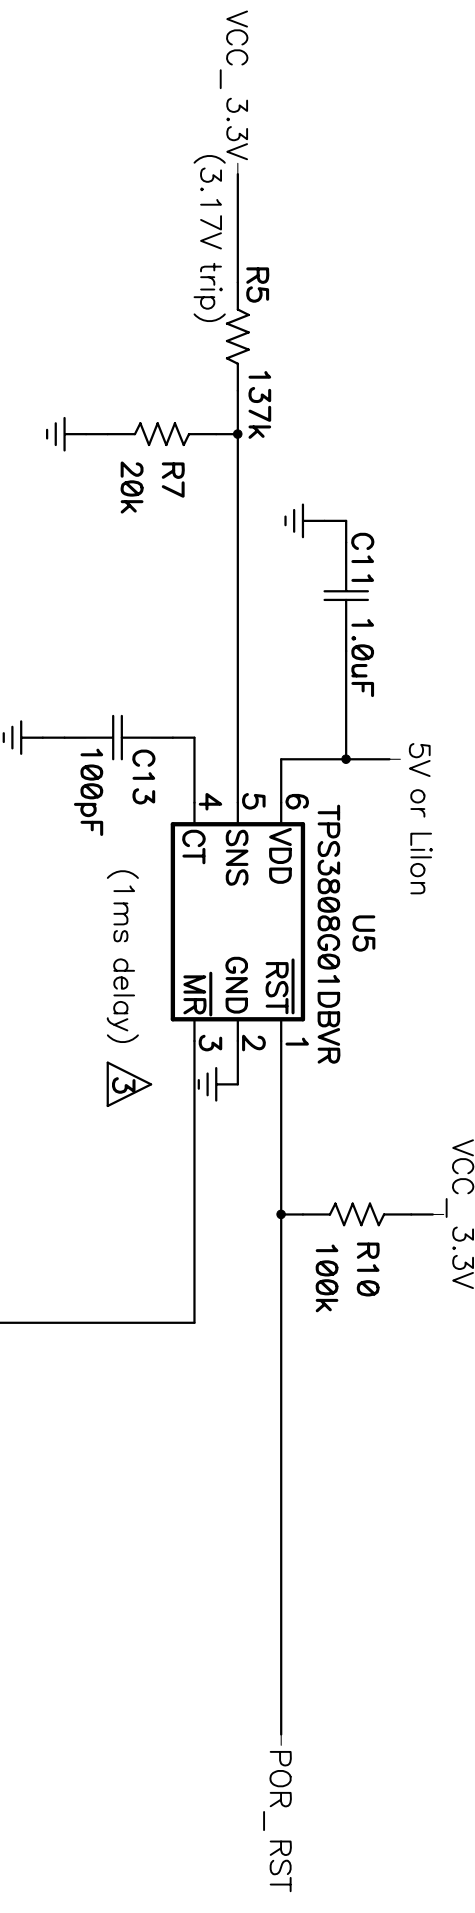 VCC_3.3V
(3.17V trip)
R5
137k
R7
20k
C11
1.0uF
5V or LiIon
C13
100pF
(1ms delay)
3
U5
TPS3808G01DBVR
6
VDD
5
SNS
4
CT
RST
1
GND
2
MR
3
VCC_3.3V
R10
100k
POR_RST